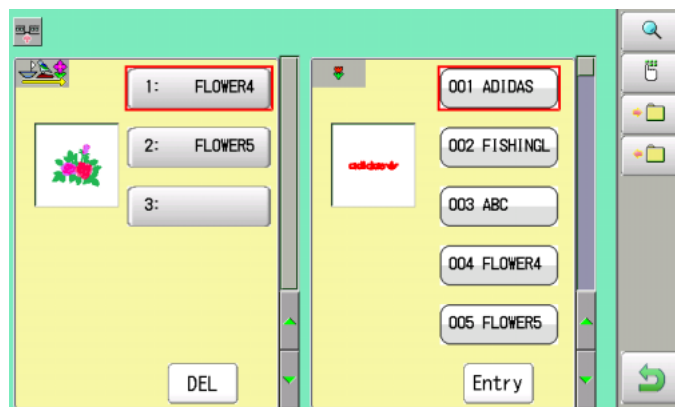 1: FLOWER4
2: FLOWER5
3:
DEL
001 ADIDAS
002 FISHINGL
003 ABC
004 FLOWER4
005 FLOWER5
Entry